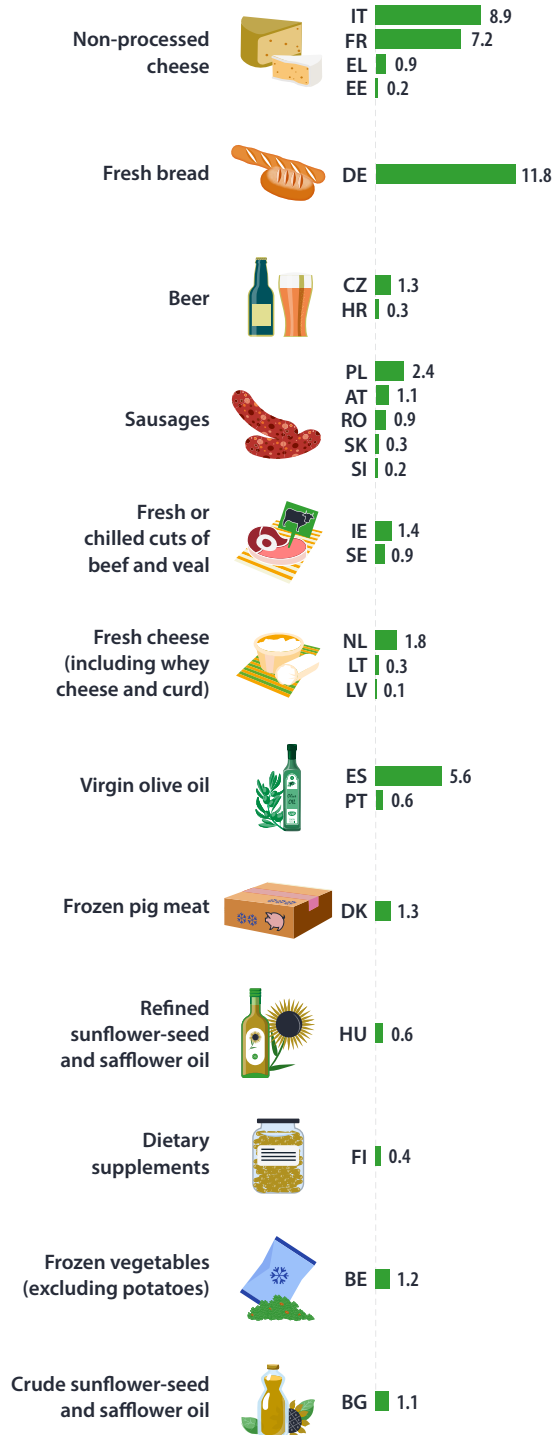 Non-processed
cheese
IT 8.9
FR 7.2
EL 0.9
EE 0.2
Fresh bread
DE 11.8
Beer
CZ 1.3
HR 0.3
Sausages
PL 2.4
AT 1.1
RO 0.9
SK 0.3
SI 0.2
Fresh or
chilled cuts of
beef and veal
IE 1.4
SE 0.9
Fresh cheese
(including whey
cheese and curd)
NL 1.8
LT 0.3
LV 0.1
Virgin olive oil
ES 5.6
PT 0.6
Frozen pig meat
DK 1.3
Refined
sunflower-seed
and safflower oil
HU 0.6
Dietary
supplements
FI 0.4
Frozen vegetables
(excluding potatoes)
BE 1.2
Crude sunflower-seed
and safflower oil
BG 1.1